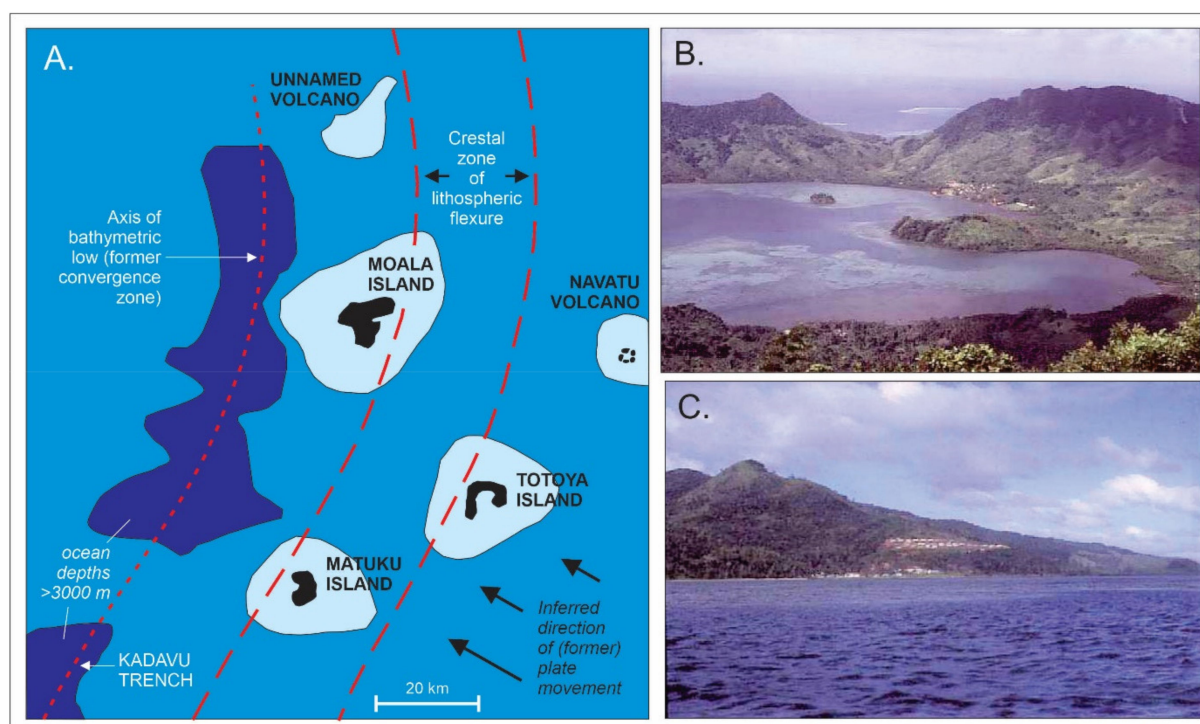 A.
UNNAMED
VOLCANO
Crestal
zone
of
lithospheric
flexure
Axis of
bathymetric
low (former
convergence
zone)
MOALA
ISLAND
NAVATU
VOLCANO
TOTOYA
ISLAND
ocean
depths
>3000 m
MATUKU
ISLAND
Inferred
direction
of (former)
plate
movement
KADAVU
TRENCH
20 km
B.
C.